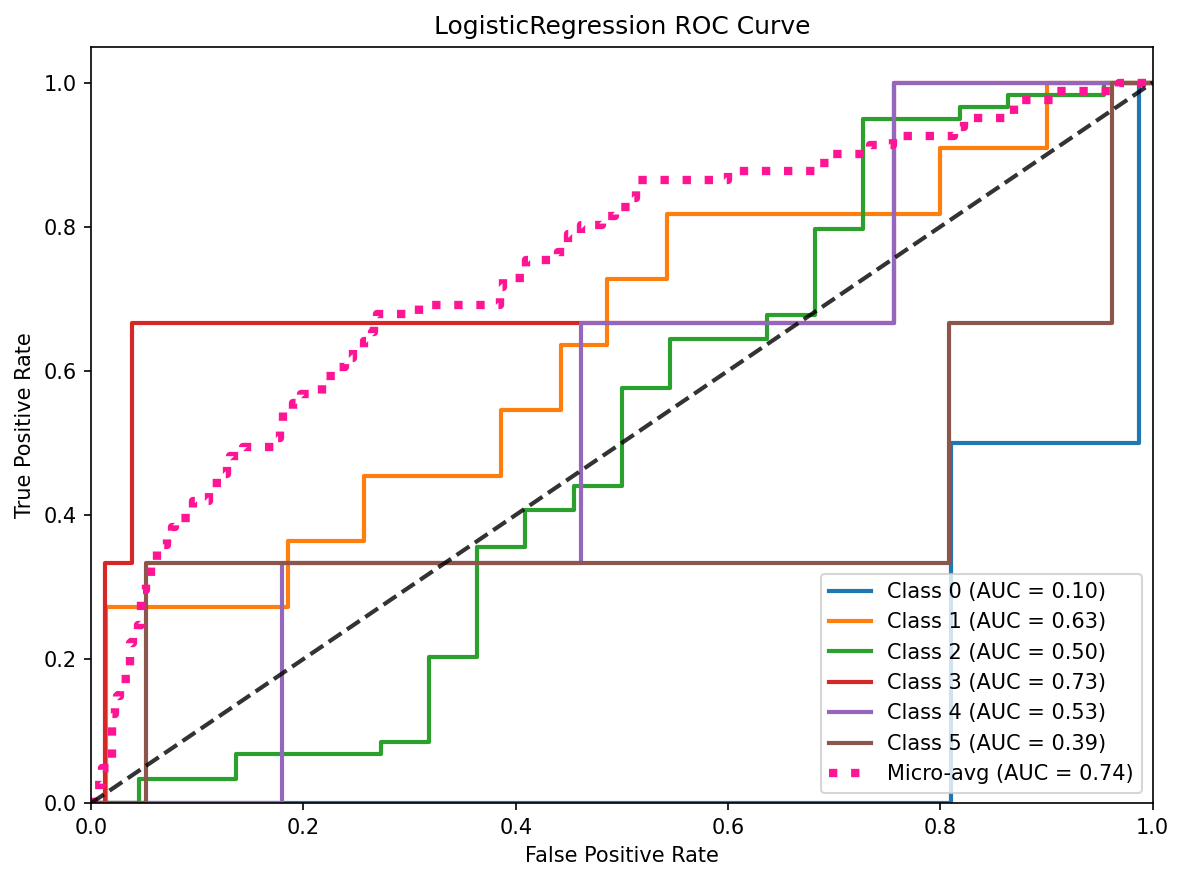 LogisticRegression ROC Curve
True Positive Rate
1.0
0.8
0.6
0.4
0.2
0.0
0.0 0.2 0.4 0.6 0.8 1.0
False Positive Rate
Class 0 (AUC = 0.10)
Class 1 (AUC = 0.63)
Class 2 (AUC = 0.50)
Class 3 (AUC = 0.73)
Class 4 (AUC = 0.53)
Class 5 (AUC = 0.39)
Micro-avg (AUC = 0.74)